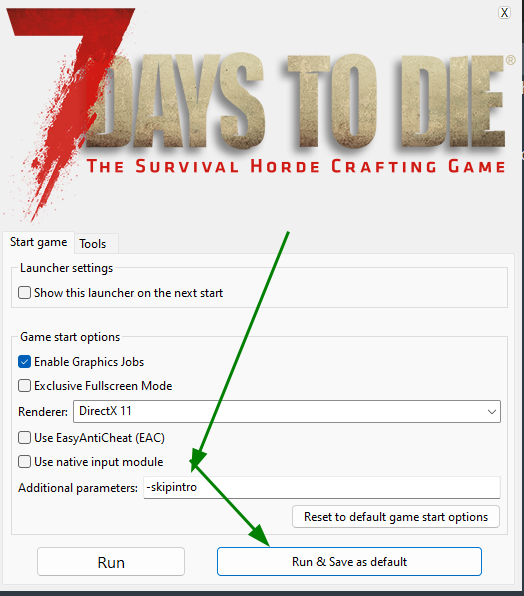 X
7 DAYS TO DIE®
THE SURVIVAL HORDE CRAFTING GAME
Start game Tools
Launcher settings
Show this launcher on the next start
Game start options
Enable Graphics Jobs
Exclusive Fullscreen Mode
Renderer: DirectX 11
Use EasyAntiCheat (EAC)
Use native input module
Additional parameters: -skipintro
Reset to default game start options
Run Run & Save as default